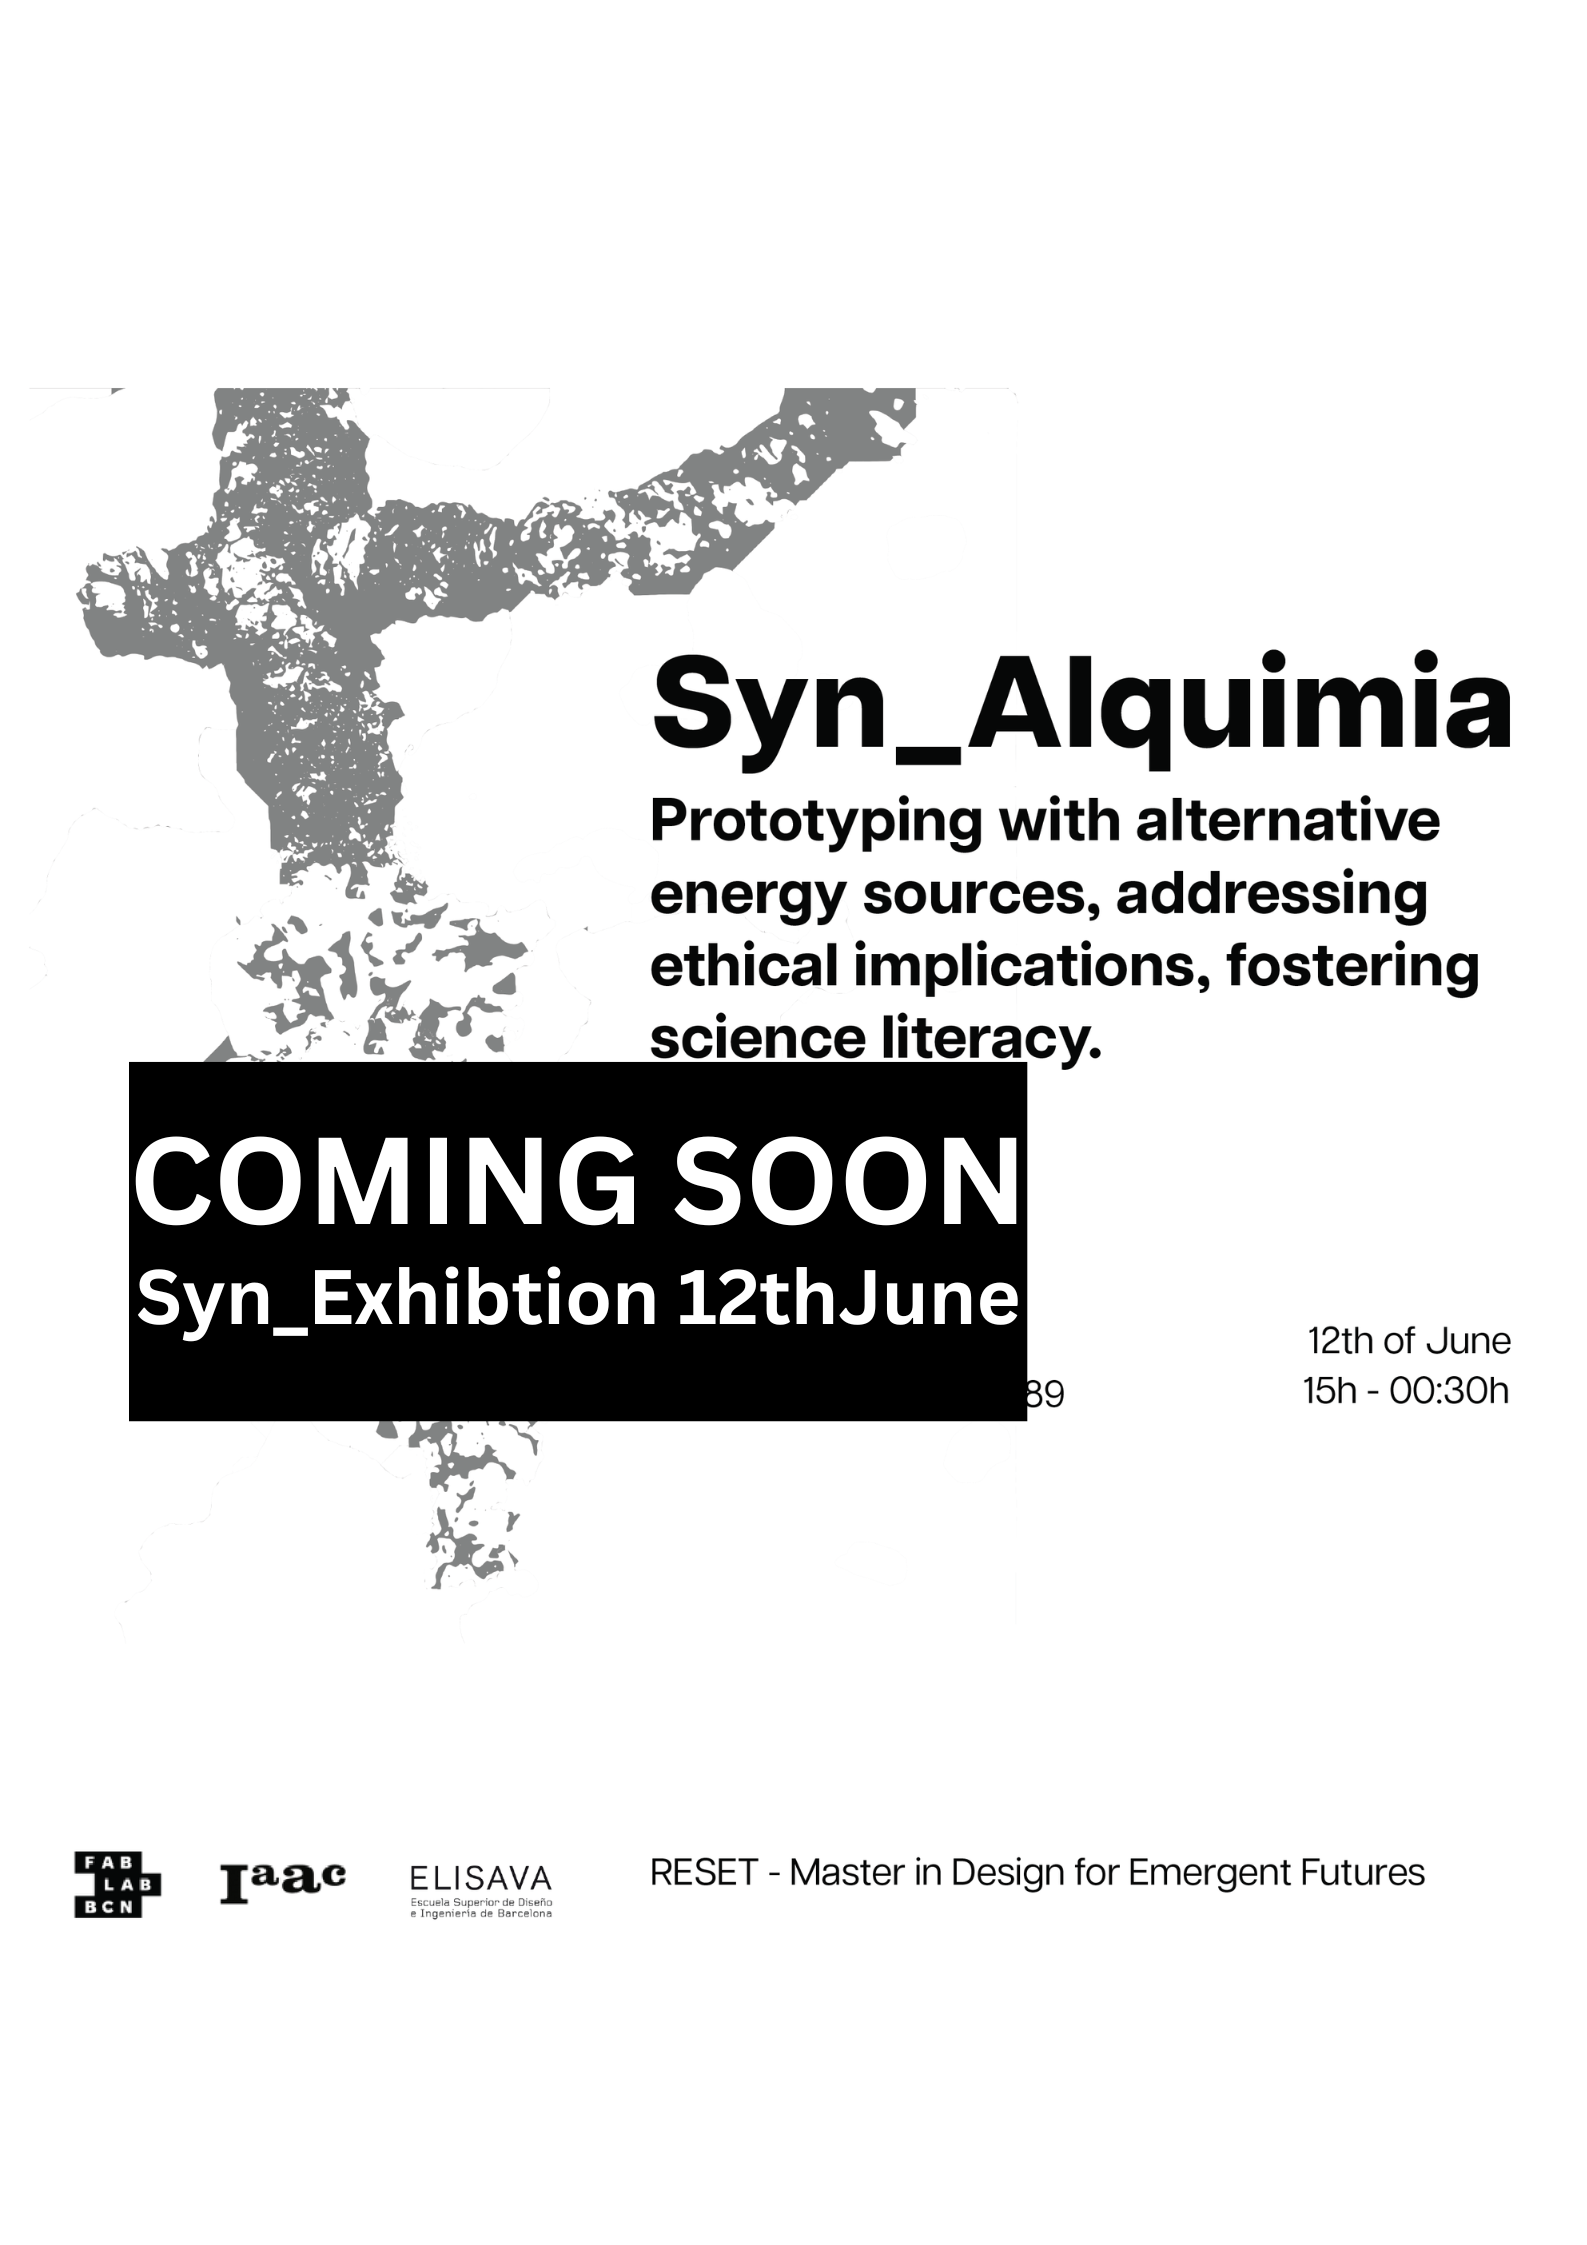 Syn_Alquimia
Prototyping with alternative
energy sources, addressing
ethical implications, fostering
science literacy.
COMING SOON
Syn_Exhibtion 12thJune
12th of June
89
15h - 00:30h
FAB
LAB
BCN
Iaac
ELISAVA
Escuela Superior de Diseño
e Ingeniería de Barcelona
RESET - Master in Design for Emergent Futures